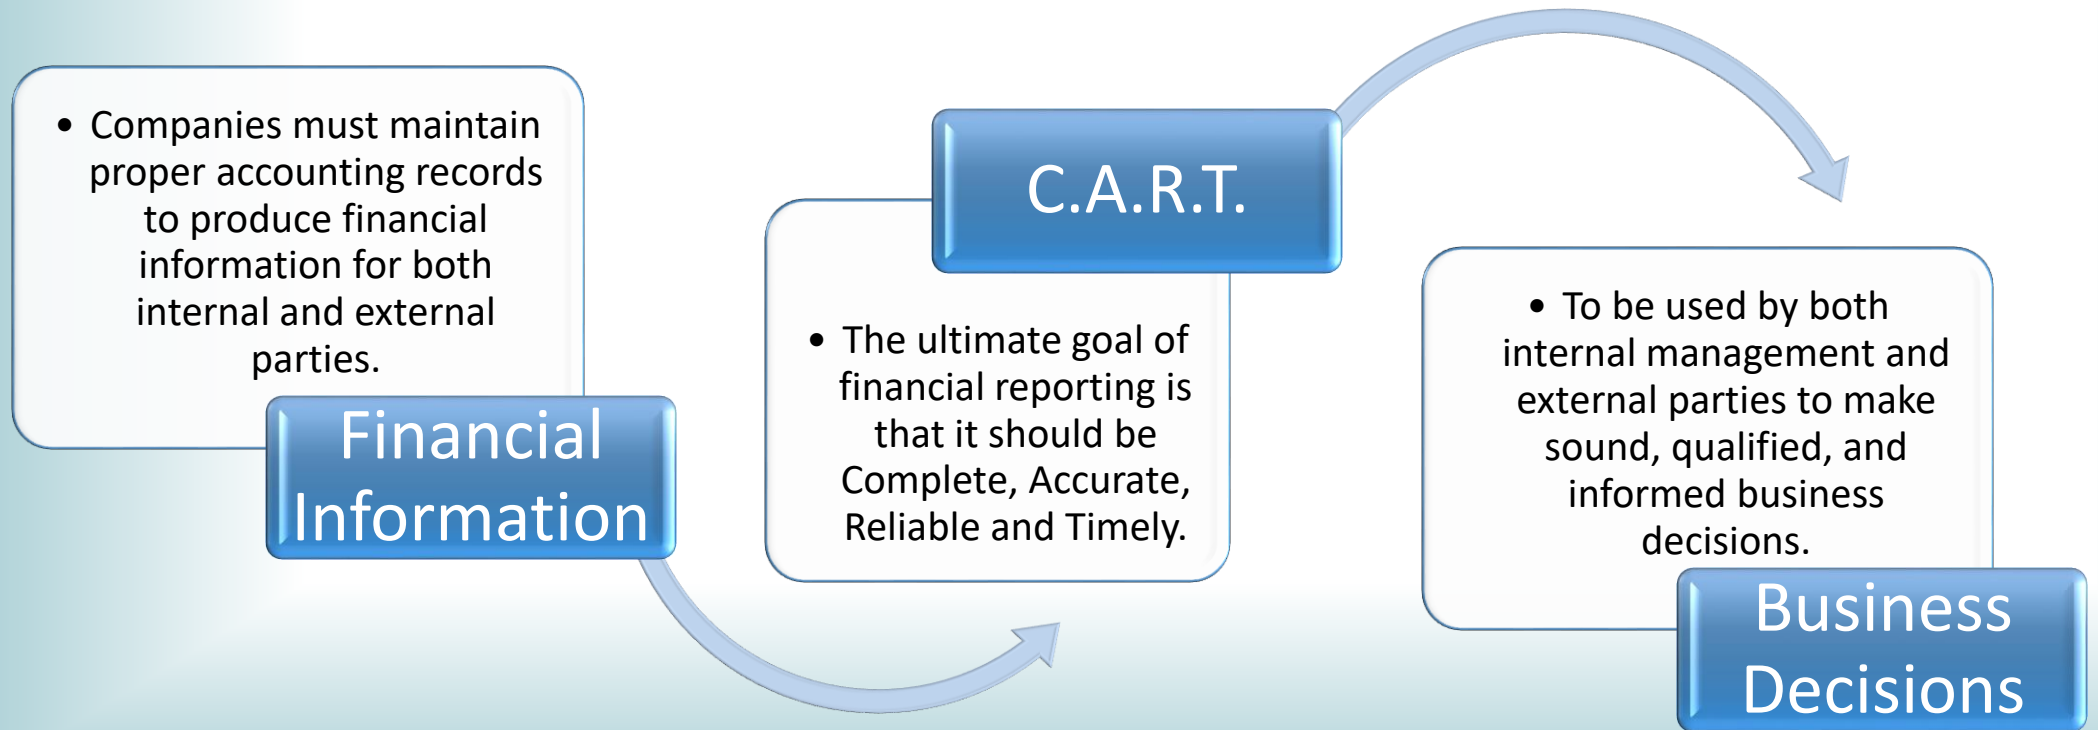 • Companies must maintain
proper accounting records
to produce financial
information for both
internal and external
parties.
Financial
Information
C.A.R.T.
• The ultimate goal of
financial reporting is
that it should be
Complete, Accurate,
Reliable and Timely.
• To be used by both
internal management and
external parties to make
sound, qualified, and
informed business
decisions.
Business
Decisions